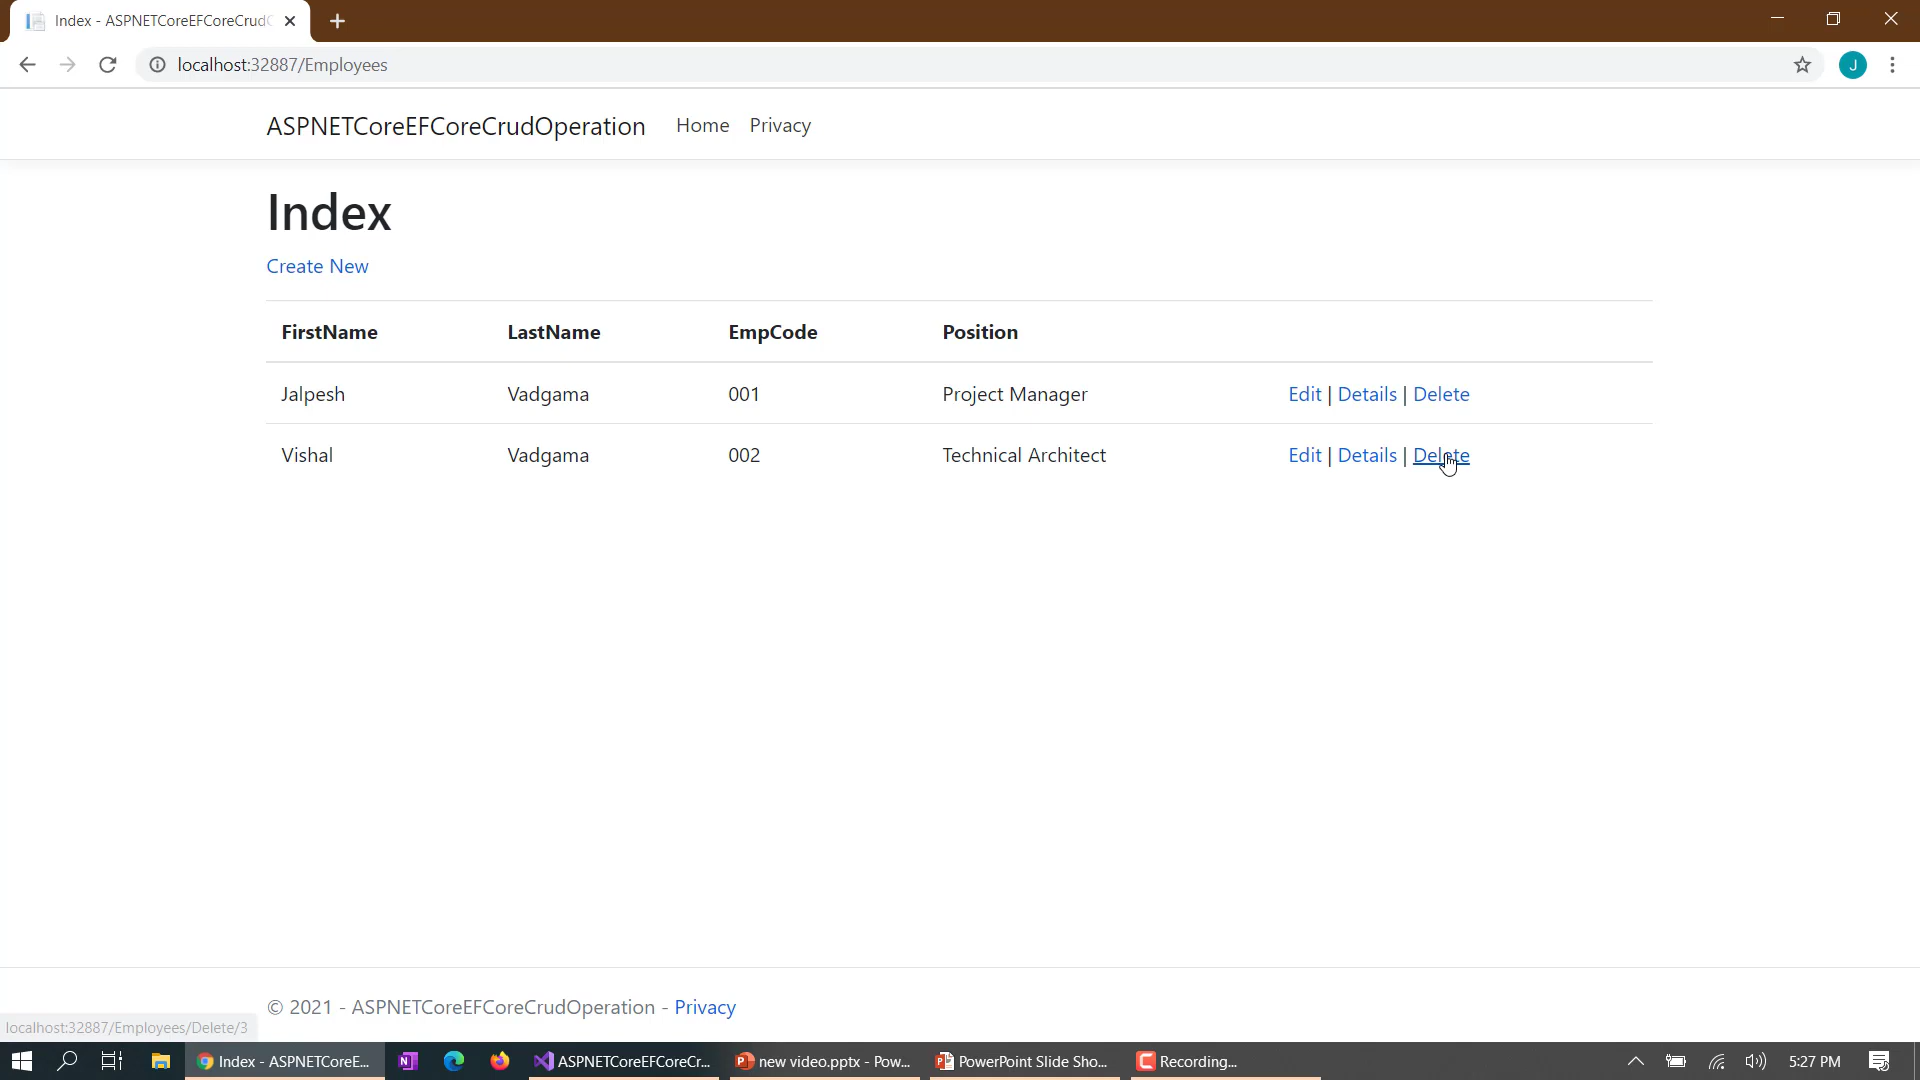 Index - ASPNETCoreEFCoreCrudO
localhost:32887/Employees
J
ASPNETCoreEFCoreCrudOperation Home Privacy
Index
Create New
FirstName LastName EmpCode Position
Jalpesh Vadgama 001 Project Manager Edit | Details | Delete
Vishal Vadgama 002 Technical Architect Edit | Details | Delete
© 2021 - ASPNETCoreEFCoreCrudOperation - Privacy
localhost:32887/Employees/Delete/3
Index - ASPNETCoreE... ASPNETCoreEFCoreCr... new video.pptx - Pow... PowerPoint Slide Sho... Recording... 5:27 PM